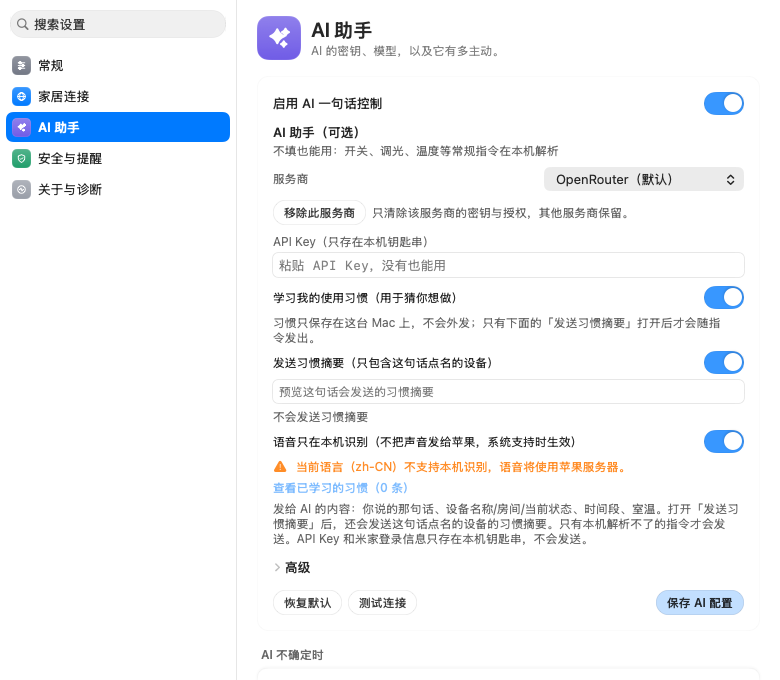 搜索设置
常规
家居连接
AI 助手
安全与提醒
关于与诊断
AI 助手
AI 的密钥、模型，以及它有多主动。
启用 AI 一句话控制
AI 助手（可选）
不填也能用：开关、调光、温度等常规指令在本机解析
服务商
OpenRouter（默认）
移除此服务商 只清除该服务商的密钥与授权，其他服务商保留。
API Key（只存在本机钥匙串）
粘贴 API Key，没有也能用
学习我的使用习惯（用于猜你想做）
习惯只保存在这台 Mac 上，不会外发；只有下面的「发送习惯摘要」打开后才会随指
令发出。
发送习惯摘要（只包含这句话点名的设备）
预览这句话会发送的习惯摘要
不会发送习惯摘要
语音只在本机识别（不把声音发给苹果，系统支持时生效）
当前语言（zh-CN）不支持本机识别，语音将使用苹果服务器。
查看已学习的习惯（0 条）
发给 AI 的内容：你说的那句话、设备名称/房间/当前状态、时间段、室温。打开「发送习
惯摘要」后，还会发送这句话点名的设备的习惯摘要。只有本机解析不了的指令才会发
送。API Key 和米家登录信息只存在本机钥匙串，不会发送。
高级
恢复默认 测试连接 保存 AI 配置
AI 不确定时